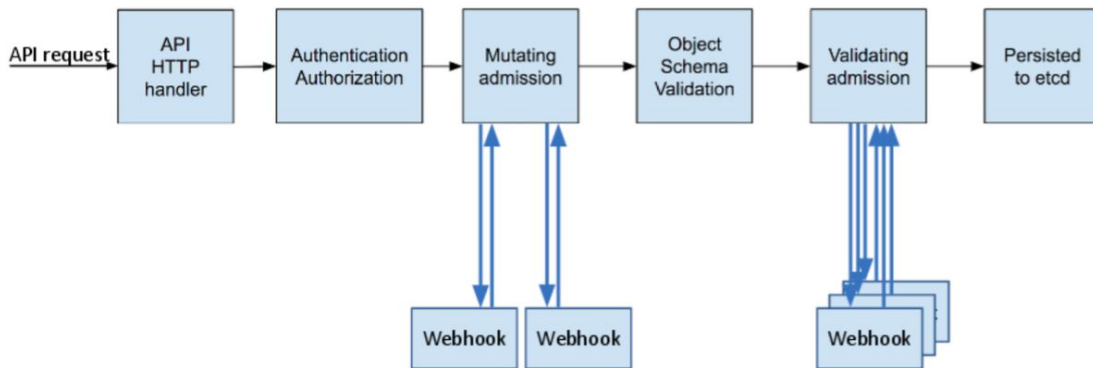 API request
API
HTTP
handler
Authentication
Authorization
Mutating
admission
Object
Schema
Validation
Validating
admission
Persisted
to etcd
Webhook
Webhook
Webhook